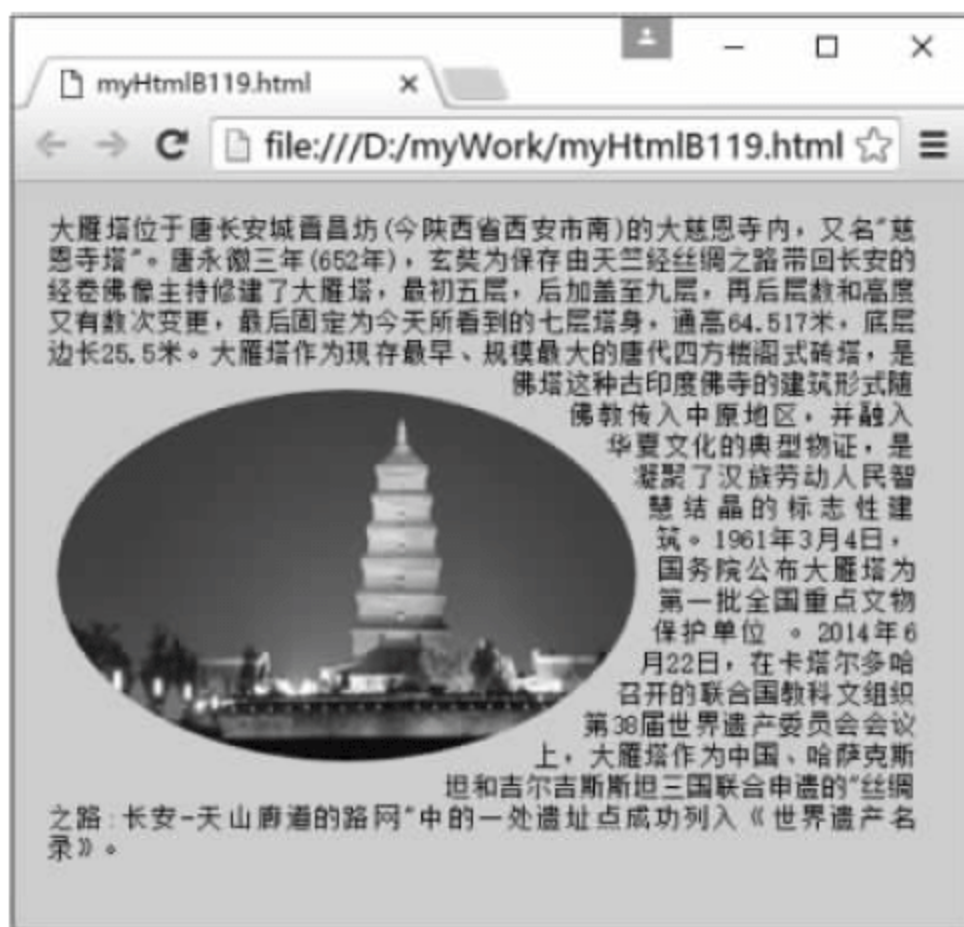 myHtmlB119.html
file:///D:/myWork/myHtmlB119.html
大雁塔位于唐长安城晋昌坊(今陕西省西安市南)的大慈恩寺内，又名"慈
恩寺塔"。唐永徽三年(652年)，玄奘为保存由天竺经丝绸之路带回长安的
经卷佛像主持修建了大雁塔，最初五层，后加盖至九层，再后层数和高度
又有数次变更，最后固定为今天所看到的七层塔身，通高64.517米，底层
边长25.5米。大雁塔作为现存最早、规模最大的唐代四方楼阁式砖塔，是
佛塔这种古印度佛寺的建筑形式随
佛教传入中原地区，并融入
华夏文化的典型物证，是
凝聚了汉族劳动人民智
慧结晶的标志性建
筑。1961年3月4日，
国务院公布大雁塔为
第一批全国重点文物
保护单位 。2014年6
月22日，在卡塔尔多哈
召开的联合国教科文组织
第38届世界遗产委员会会议
上，大雁塔作为中国、哈萨克斯
坦和吉尔吉斯斯坦三国联合申遗的"丝绸
之路:长安-天山廊道的路网"中的一处遗址点成功列入《世界遗产名
录》。